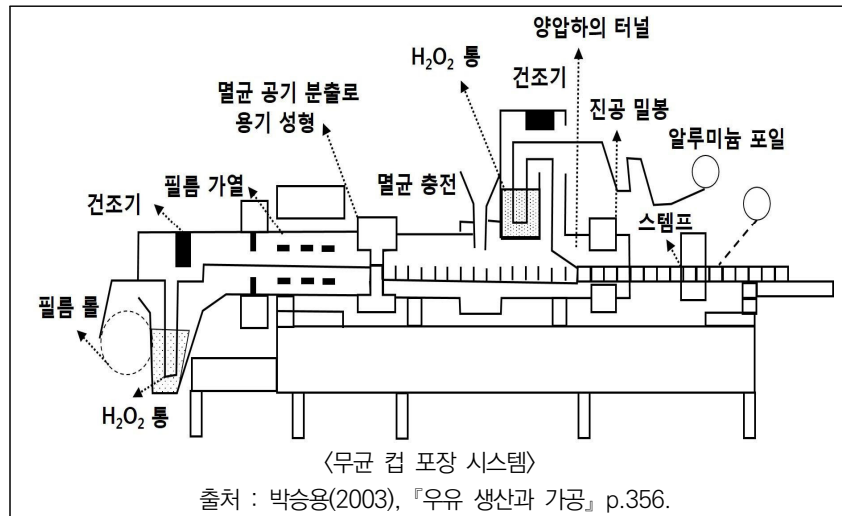 양압하의 터널
H₂O₂ 통
건조기
멸균 공기 분출로
용기 성형
진공 밀봉
알루미늄 포일
필름 가열
멸균 충전
건조기
스템프
필름 롤
H₂O₂ 통
〈무균 컵 포장 시스템〉
출처 : 박승용(2003), 『우유 생산과 가공』 p.356.